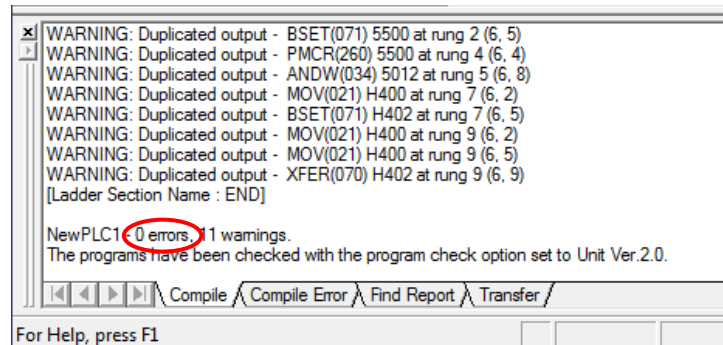 WARNING: Duplicated output - BSET(071) 5500 at rung 2 (6, 5)
WARNING: Duplicated output - PMCR(260) 5500 at rung 4 (6, 4)
WARNING: Duplicated output - ANDW(034) 5012 at rung 5 (6, 8)
WARNING: Duplicated output - MOV(021) H400 at rung 7 (6, 2)
WARNING: Duplicated output - BSET(071) H402 at rung 7 (6, 5)
WARNING: Duplicated output - MOV(021) H400 at rung 9 (6, 2)
WARNING: Duplicated output - MOV(021) H400 at rung 9 (6, 5)
WARNING: Duplicated output - XFER(070) H402 at rung 9 (6, 9)
[Ladder Section Name : END]
NewPLC1 - 0 errors, 11 warnings.
The programs have been checked with the program check option set to Unit Ver.2.0.
Compile Compile Error Find Report Transfer
For Help, press F1